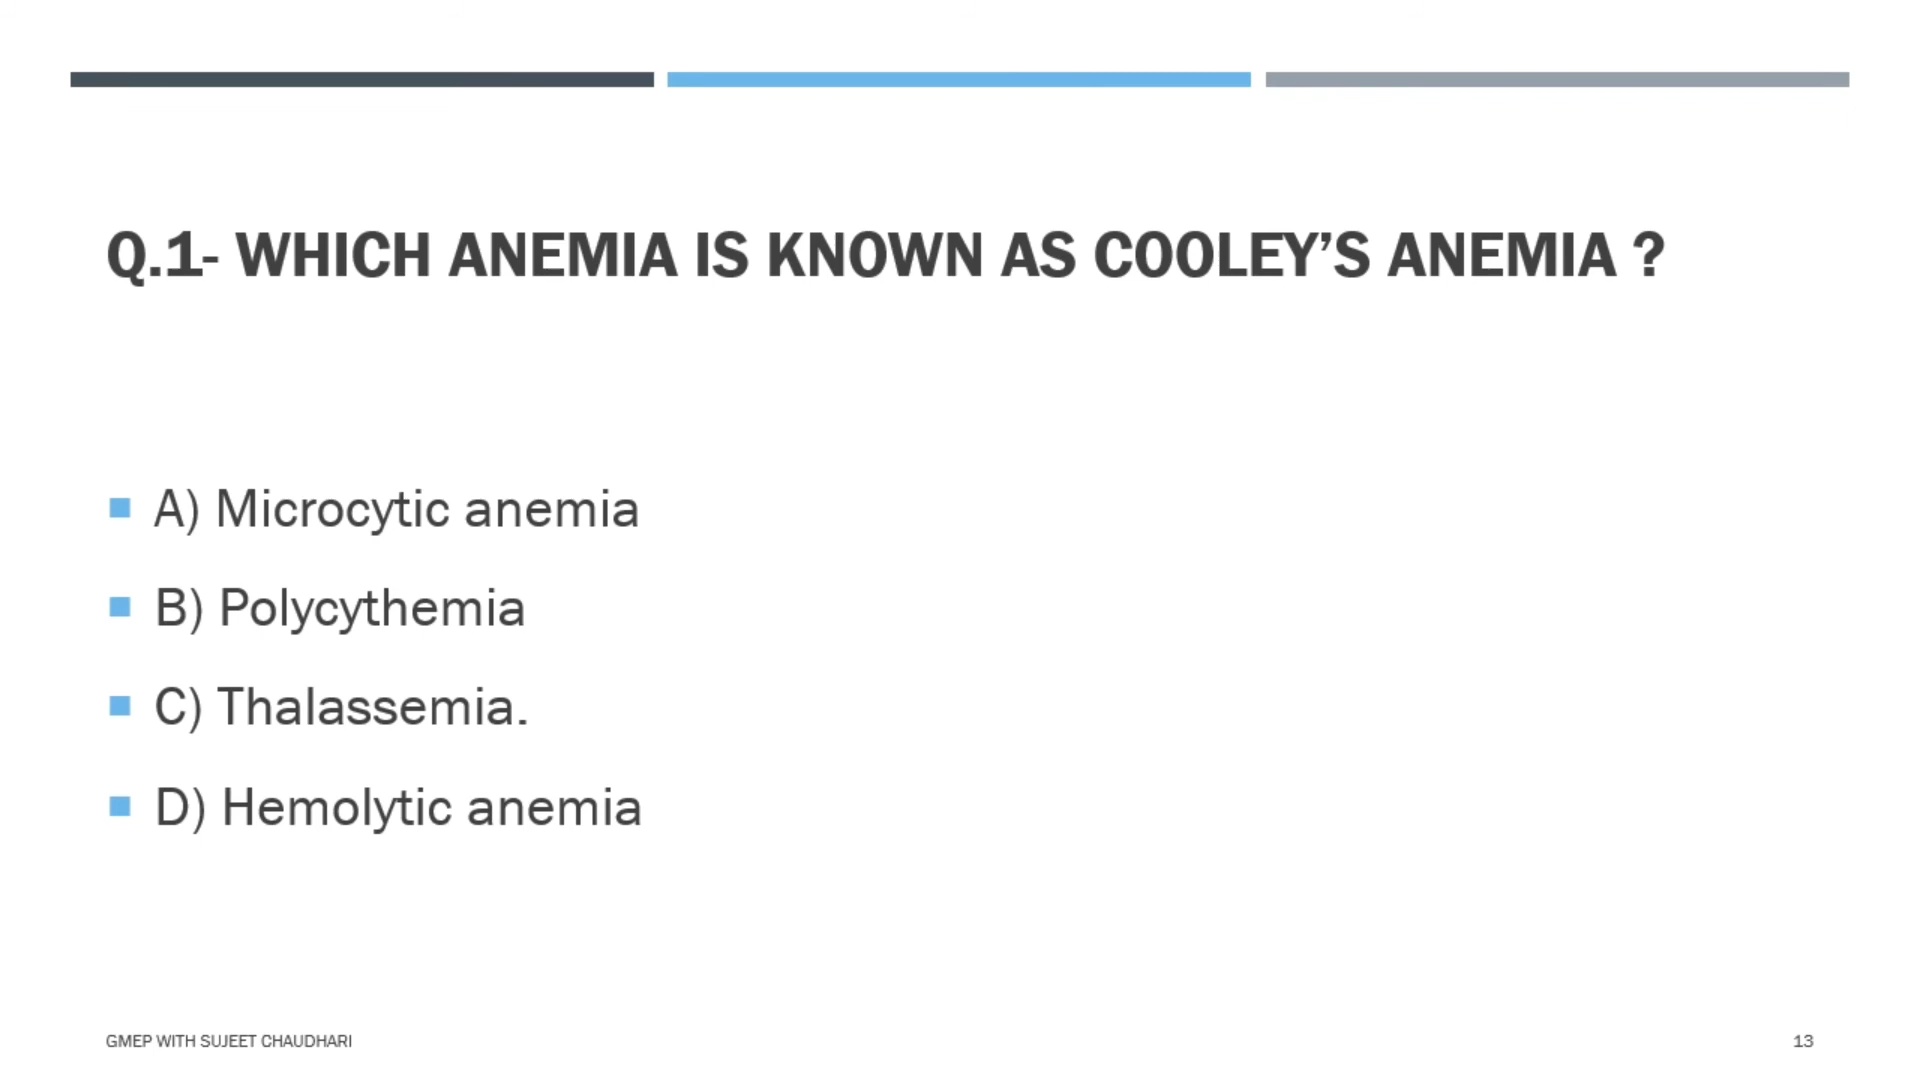 Q.1- WHICH ANEMIA IS KNOWN AS COOLEY’S ANEMIA ?
A) Microcytic anemia
B) Polycythemia
C) Thalassemia.
D) Hemolytic anemia
GMEP WITH SUJEET CHAUDHARI
13